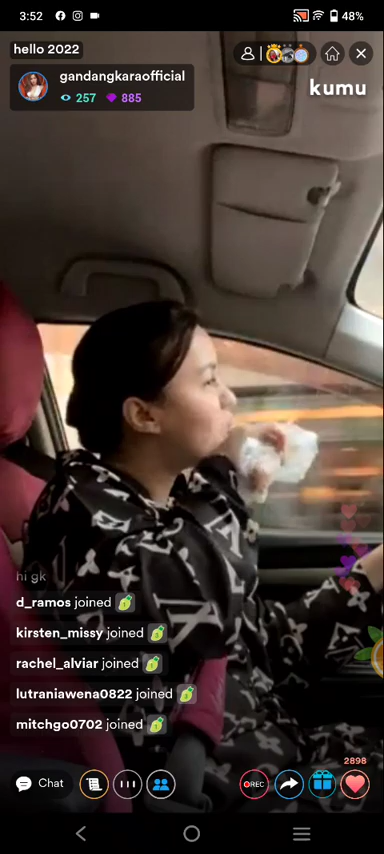 3:52
48%
hello 2022
gandangkaraofficial
257 885
kumu
hi gk
d_ramos joined
kirsten_missy joined
rachel_alviar joined
lutraniawena0822 joined
mitchgo0702 joined
2898
Chat
REC